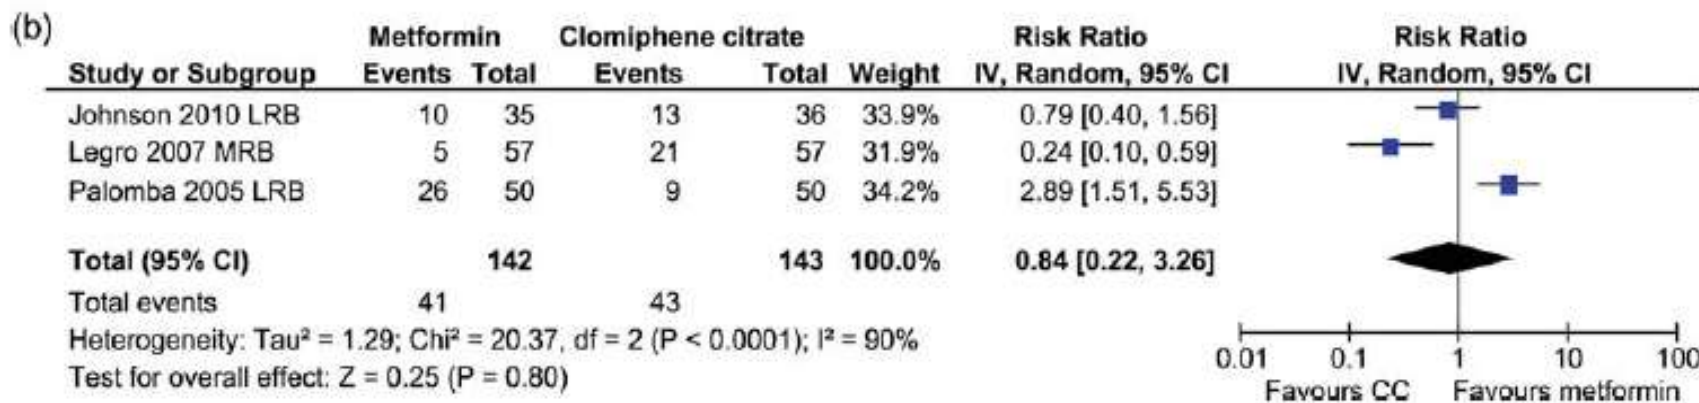 (b)
Metformin Clomiphene citrate Risk Ratio Risk Ratio
Study or Subgroup Events Total Events Total Weight IV, Random, 95% CI IV, Random, 95% CI
Johnson 2010 LRB 10 35 13 36 33.9% 0.79 [0.40, 1.56]
Legro 2007 MRB 5 57 21 57 31.9% 0.24 [0.10, 0.59]
Palomba 2005 LRB 26 50 9 50 34.2% 2.89 [1.51, 5.53]
Total (95% CI) 142 143 100.0% 0.84 [0.22, 3.26]
Total events 41 43
Heterogeneity: Tau² = 1.29; Chi² = 20.37, df = 2 (P < 0.0001); I² = 90%
Test for overall effect: Z = 0.25 (P = 0.80)
0.01 0.1 1 10 100
Favours CC Favours metformin